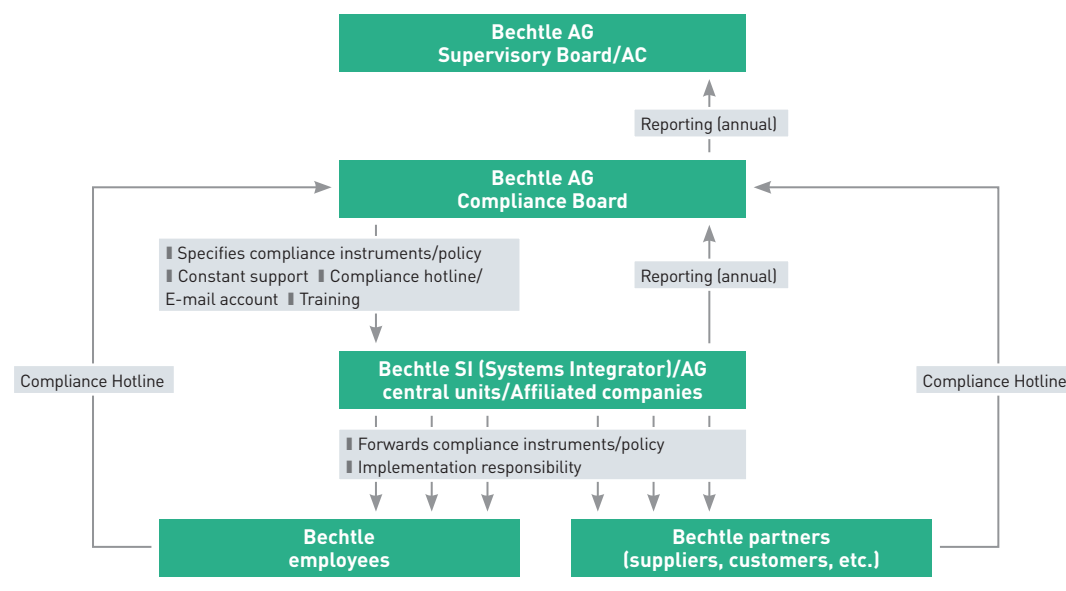 Bechtle AG
Supervisory Board/AC
Reporting (annual)
Bechtle AG
Compliance Board
▮ Specifies compliance instruments/policy
▮ Constant support ▮ Compliance hotline/
E-mail account ▮ Training
Reporting (annual)
Bechtle SI (Systems Integrator)/AG
central units/Affiliated companies
Compliance Hotline
Compliance Hotline
▮ Forwards compliance instruments/policy
▮ Implementation responsibility
Bechtle
employees
Bechtle partners
(suppliers, customers, etc.)